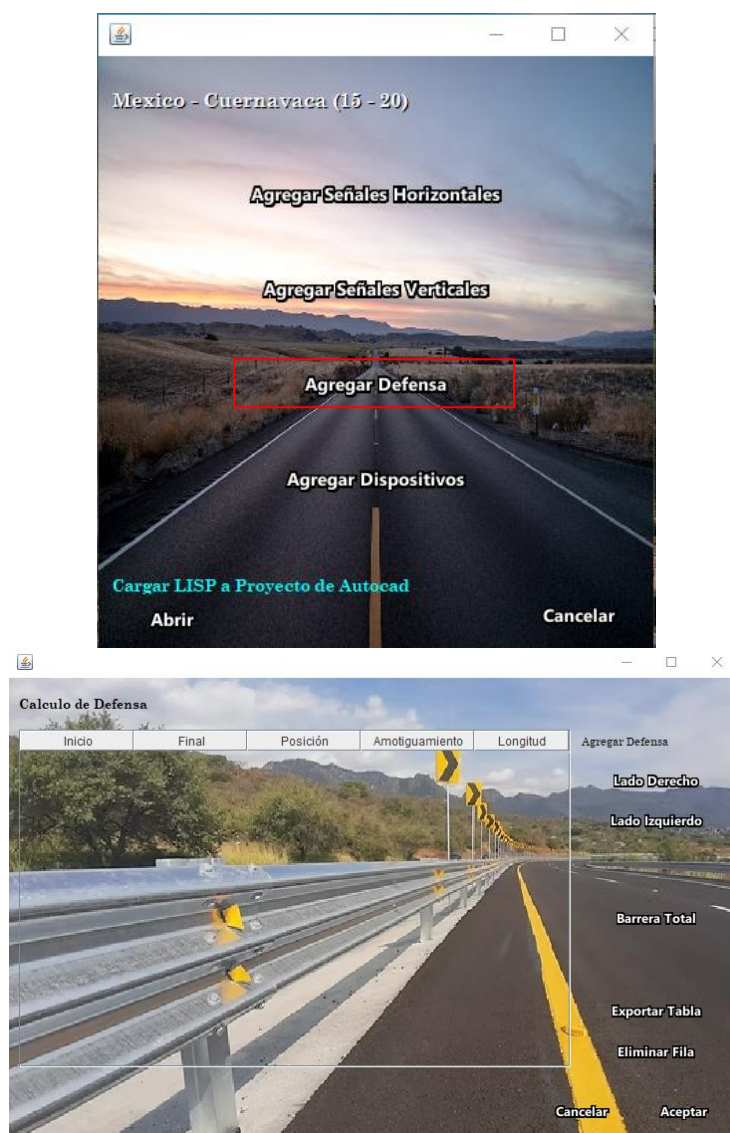 Mexico - Cuernavaca (15 - 20)
Agregar Señales Horizontales
Agregar Señales Verticales
Agregar Defensa
Agregar Dispositivos
Cargar LISP a Proyecto de Autocad
Abrir Cancelar
Calculo de Defensa
Inicio Final Posición Amotiguamiento Longitud Agregar Defensa
Lado Derecho
Lado Izquierdo
Barrera Total
Exportar Tabla
Eliminar Fila
Cancelar Aceptar